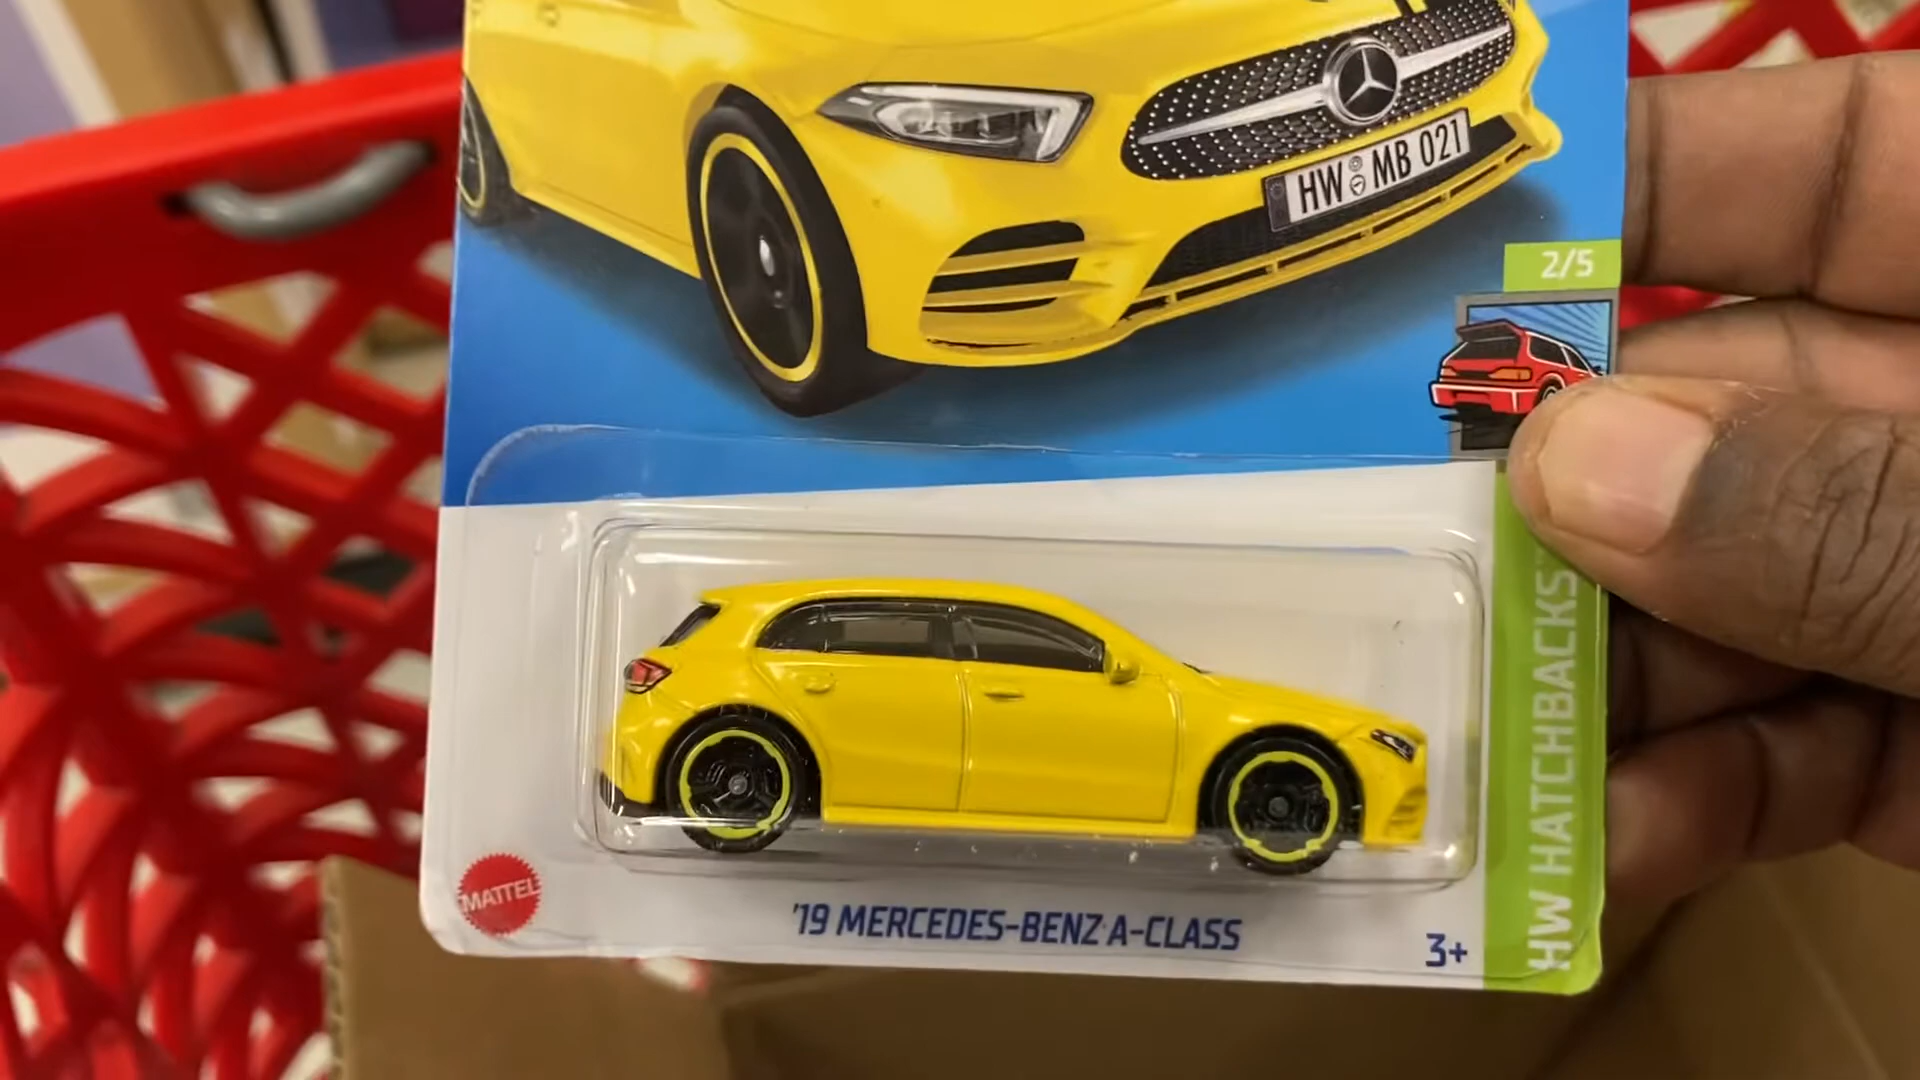 HW MB 021
2/5
HW HATCHBACKS
MATTEL
'19 MERCEDES-BENZ A-CLASS
3+